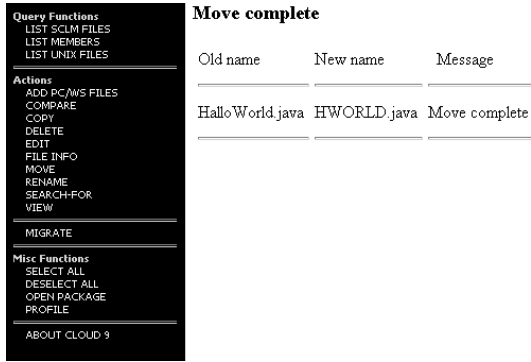 Query Functions
LIST SCLM FILES
LIST MEMBERS
LIST UNIX FILES
Actions
ADD PC/WS FILES
COMPARE
COPY
DELETE
EDIT
FILE INFO
MOVE
RENAME
SEARCH-FOR
VIEW
MIGRATE
Misc Functions
SELECT ALL
DESELECT ALL
OPEN PACKAGE
PROFILE
ABOUT CLOUD 9
Move complete
Old name New name Message
HalloWorld.java HWORLD.java Move complete